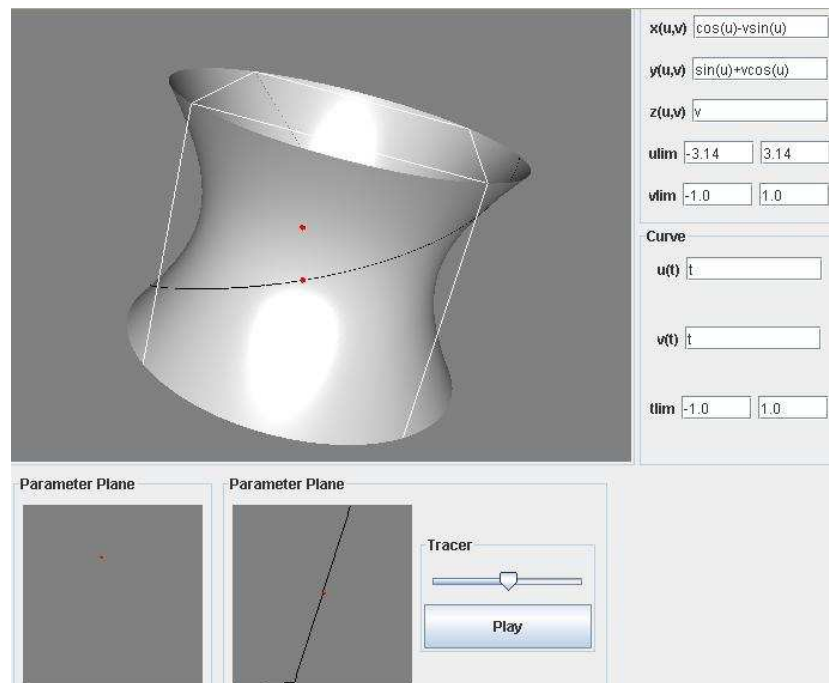 x(u,v) cos(u)-vsin(u)
y(u,v) sin(u)+vcos(u)
z(u,v) v
ulim -3.14 3.14
vlim -1.0 1.0
Curve
u(t) t
v(t) t
tlim -1.0 1.0
Parameter Plane
Parameter Plane
Tracer
Play